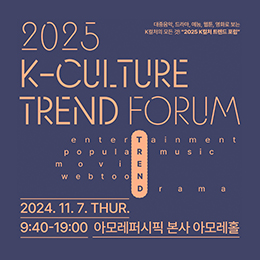 대중음악, 드라마, 예능, 웹툰, 영화로 보는
K컬처의 모든 것! "2025 K컬처 트렌드 포럼"
2025
K-CULTURE
TREND FORUM
entertainment
popular music
movie
webtoon
drama
2024. 11. 7. THUR.
9:40-19:00 아모레퍼시픽 본사 아모레홀